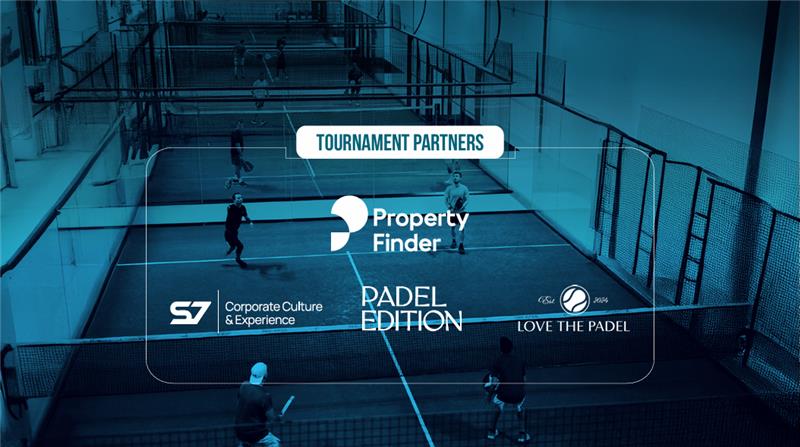 TOURNAMENT PARTNERS
Property
Finder
S7
Corporate Culture
& Experience
PADEL
EDITION
Est. 2024
LOVE THE PADEL